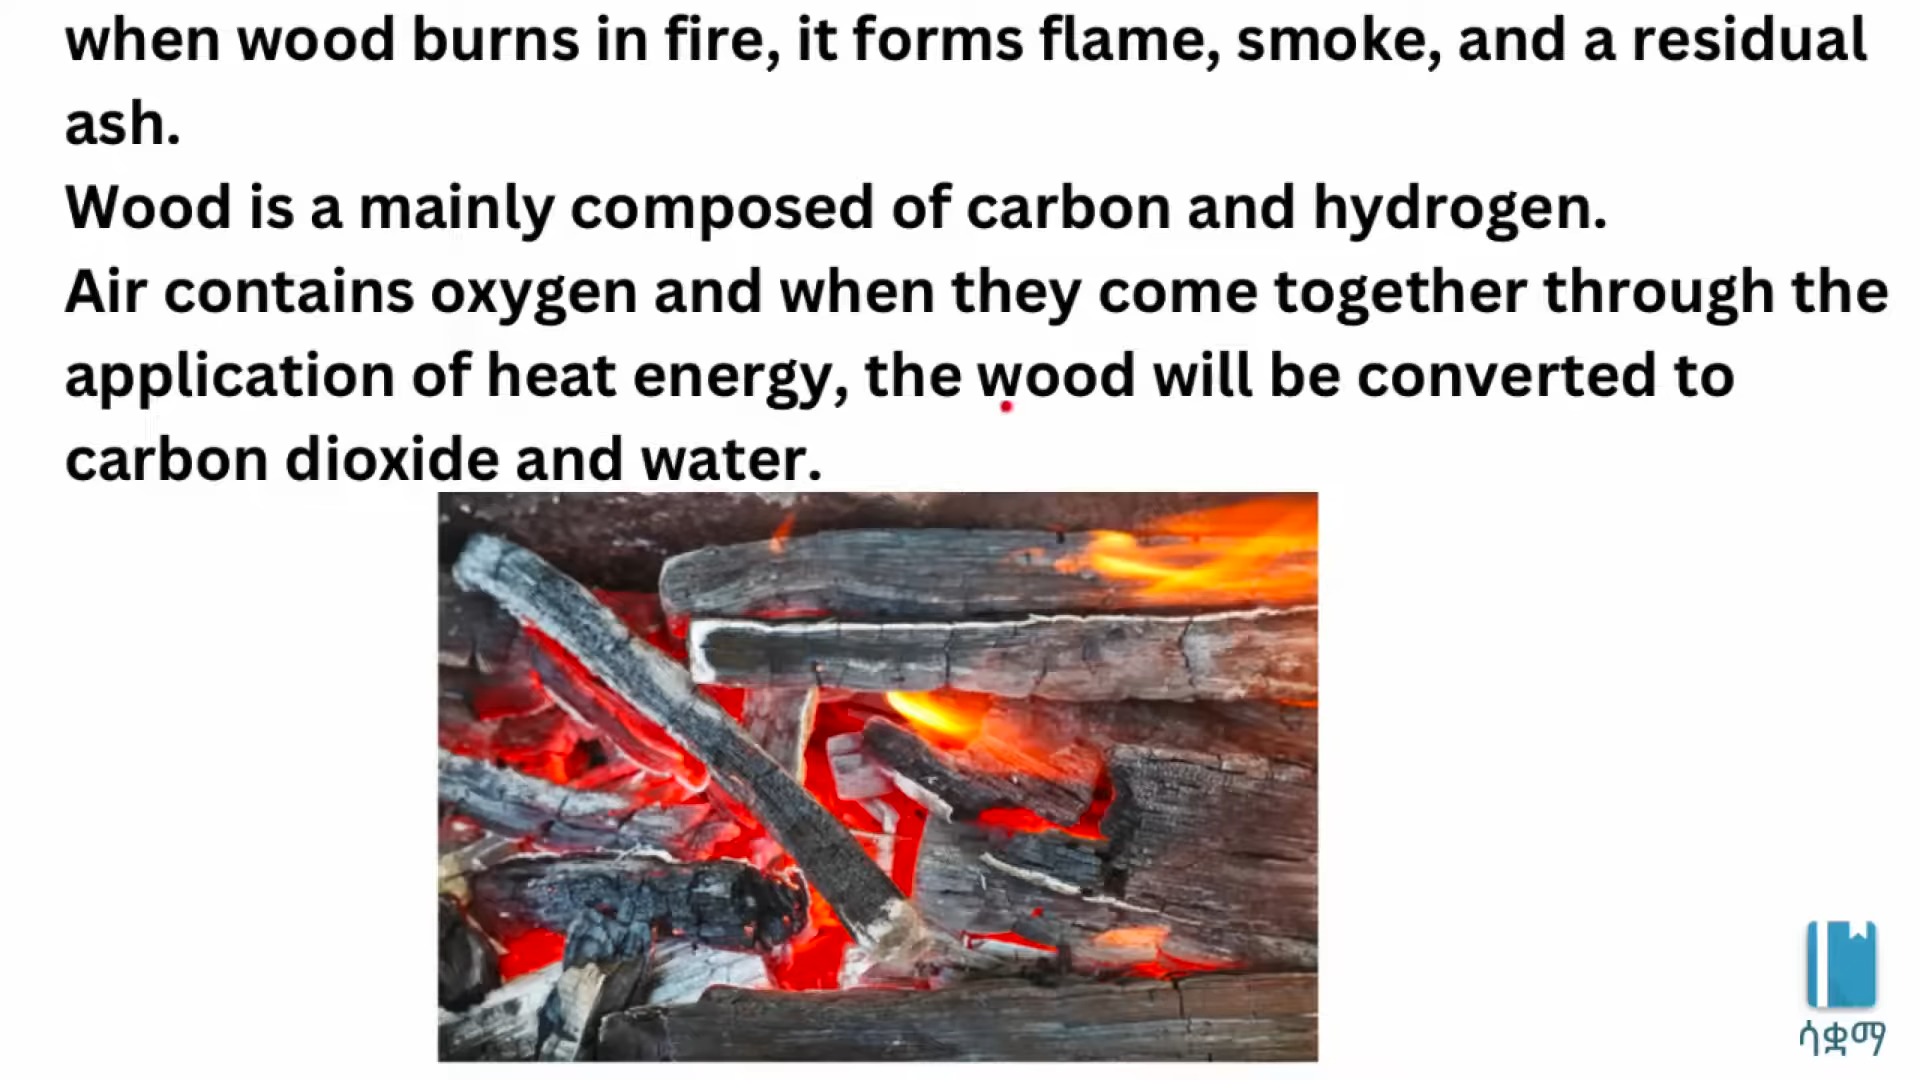 when wood burns in fire, it forms flame, smoke, and a residual
ash.
Wood is a mainly composed of carbon and hydrogen.
Air contains oxygen and when they come together through the
application of heat energy, the wood will be converted to
carbon dioxide and water.
ሳቋማ